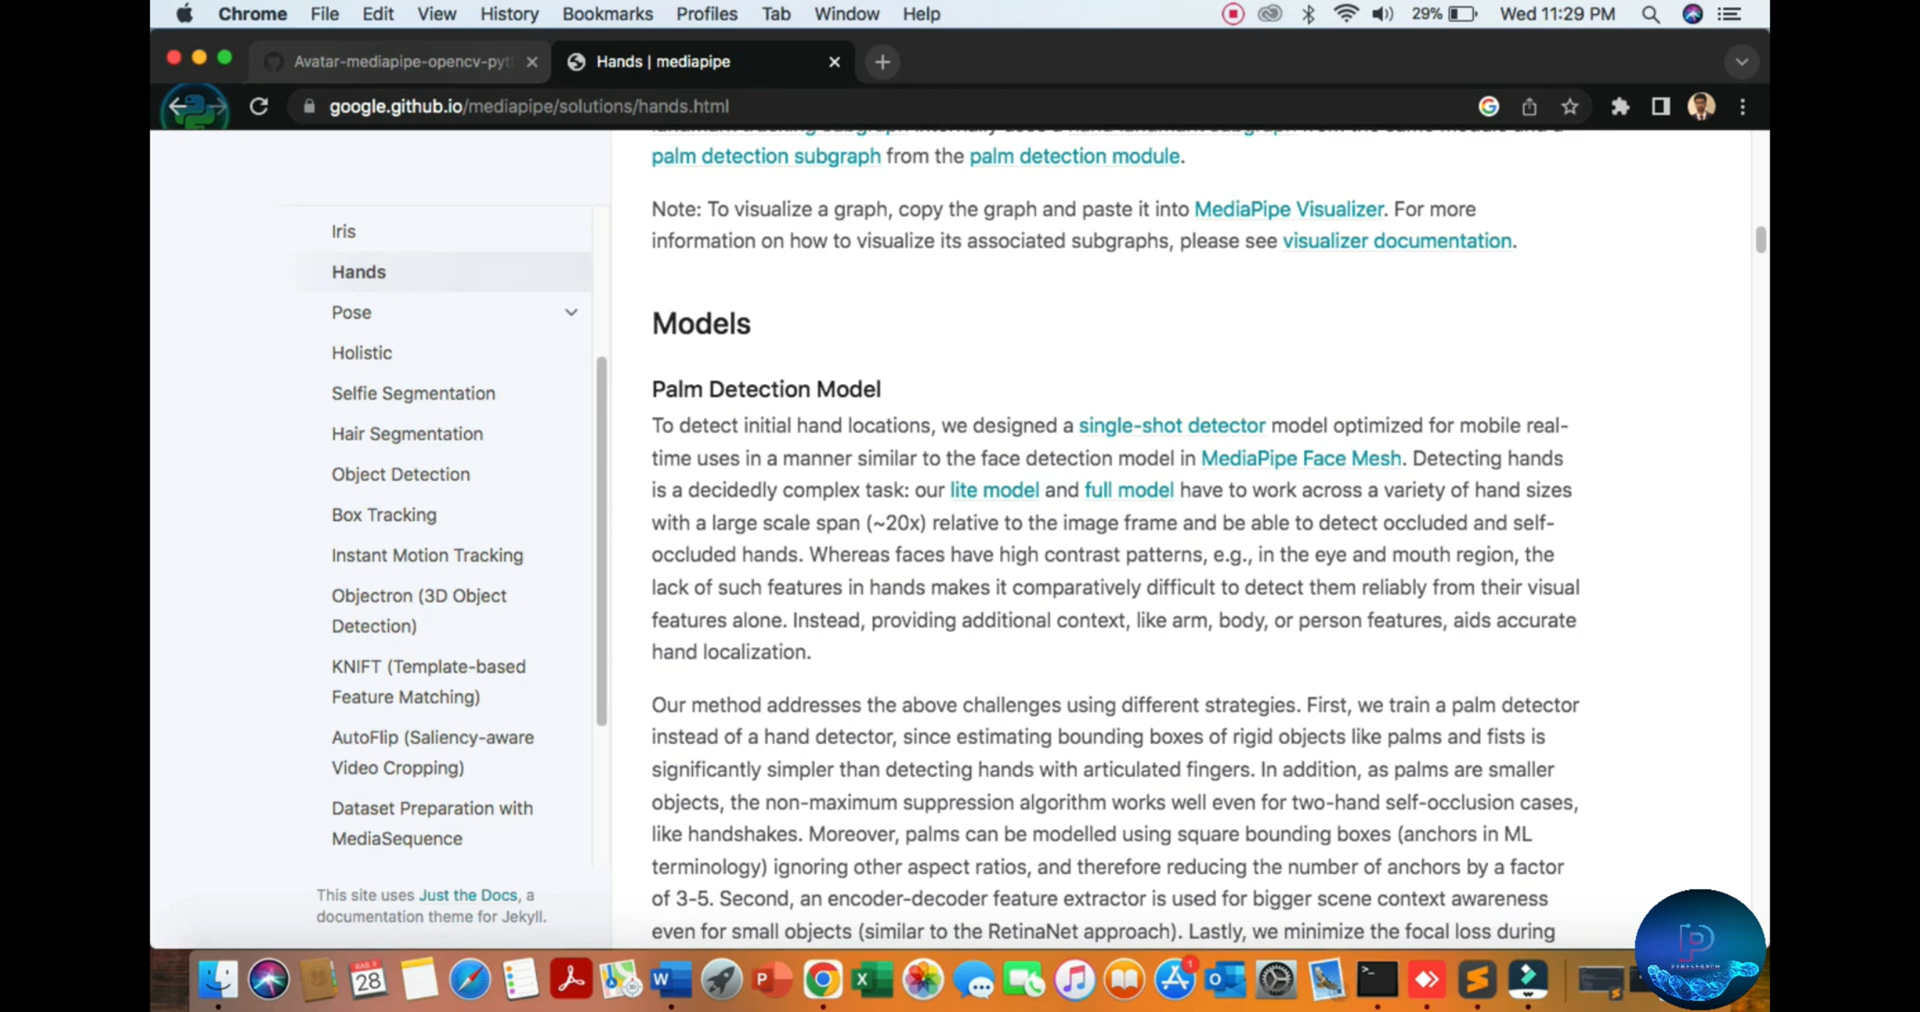 Chrome File Edit View History Bookmarks Profiles Tab Window Help 29% Wed 11:29 PM
Avatar-mediapipe-opencv-pyt
Hands | mediapipe
google.github.io/mediapipe/solutions/hands.html
Iris
Hands
Pose
Holistic
Selfie Segmentation
Hair Segmentation
Object Detection
Box Tracking
Instant Motion Tracking
Objectron (3D Object
Detection)
KNIFT (Template-based
Feature Matching)
AutoFlip (Saliency-aware
Video Cropping)
Dataset Preparation with
MediaSequence
This site uses Just the Docs, a
documentation theme for Jekyll.
palm detection subgraph from the palm detection module.
Note: To visualize a graph, copy the graph and paste it into MediaPipe Visualizer. For more
information on how to visualize its associated subgraphs, please see visualizer documentation.
Models
Palm Detection Model
To detect initial hand locations, we designed a single-shot detector model optimized for mobile real-
time uses in a manner similar to the face detection model in MediaPipe Face Mesh. Detecting hands
is a decidedly complex task: our lite model and full model have to work across a variety of hand sizes
with a large scale span (~20x) relative to the image frame and be able to detect occluded and self-
occluded hands. Whereas faces have high contrast patterns, e.g., in the eye and mouth region, the
lack of such features in hands makes it comparatively difficult to detect them reliably from their visual
features alone. Instead, providing additional context, like arm, body, or person features, aids accurate
hand localization.
Our method addresses the above challenges using different strategies. First, we train a palm detector
instead of a hand detector, since estimating bounding boxes of rigid objects like palms and fists is
significantly simpler than detecting hands with articulated fingers. In addition, as palms are smaller
objects, the non-maximum suppression algorithm works well even for two-hand self-occlusion cases,
like handshakes. Moreover, palms can be modelled using square bounding boxes (anchors in ML
terminology) ignoring other aspect ratios, and therefore reducing the number of anchors by a factor
of 3-5. Second, an encoder-decoder feature extractor is used for bigger scene context awareness
even for small objects (similar to the RetinaNet approach). Lastly, we minimize the focal loss during
28
1